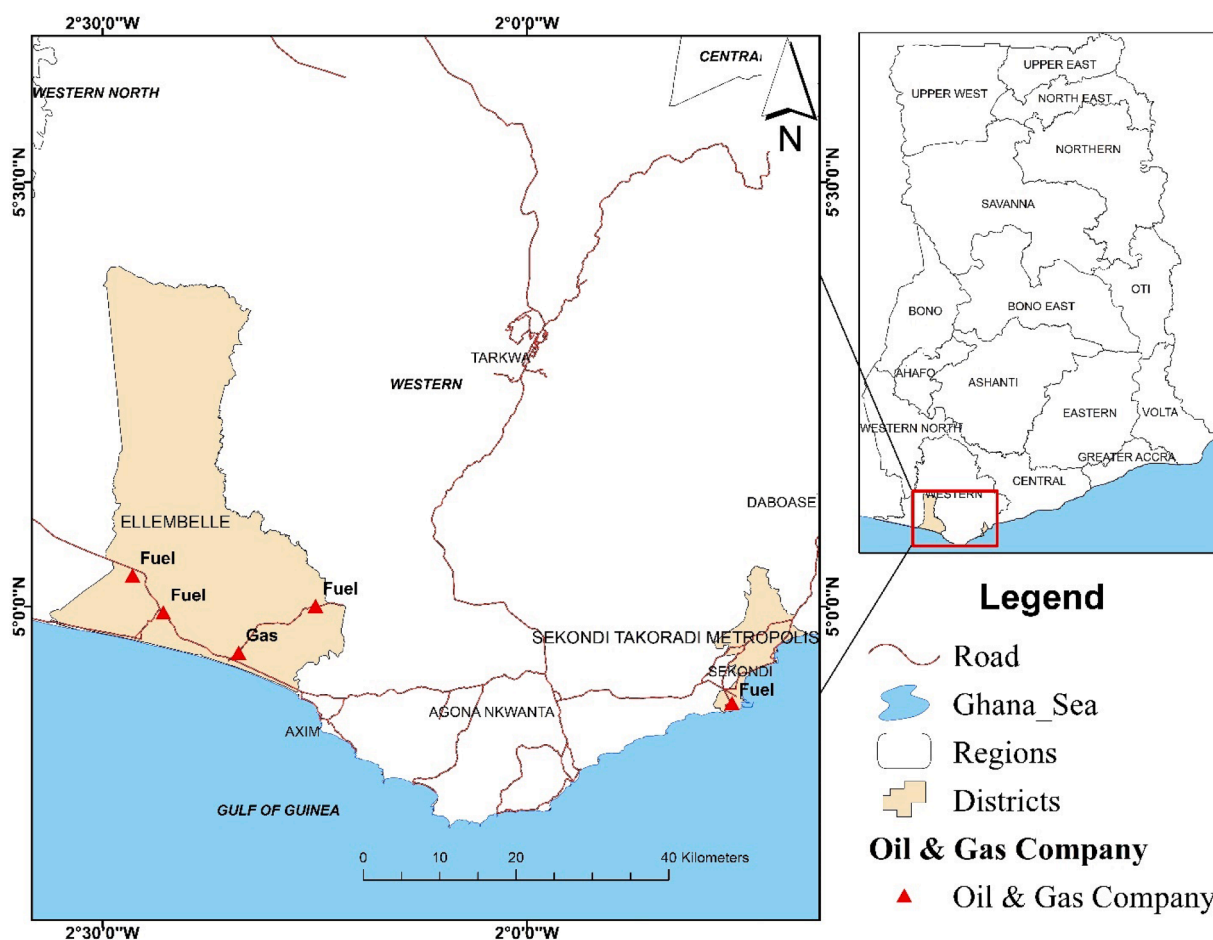 2°30'0"W
2°0'0"W
WESTERN NORTH
CENTRAL
N
5°30'0"N
5°30'0"N
TARKWA
WESTERN
DABOASE
ELLEMBELLE
Fuel
Fuel
Fuel
Gas
5°0'0"N
5°0'0"N
SEKONDI TAKORADI METROPOLIS
SEKONDI
Fuel
AGONA NKWANTA
AXIM
GULF OF GUINEA
0 10 20 40 Kilometers
2°30'0"W
2°0'0"W
UPPER EAST
UPPER WEST
NORTH EAST
NORTHERN
SAVANNA
OTI
BONO
BONO EAST
AHAFO
ASHANTI
EASTERN
VOLTA
WESTERN NORTH
GREATER ACCRA
CENTRAL
WESTERN
Legend
Road
Ghana_Sea
Regions
Districts
Oil & Gas Company
Oil & Gas Company